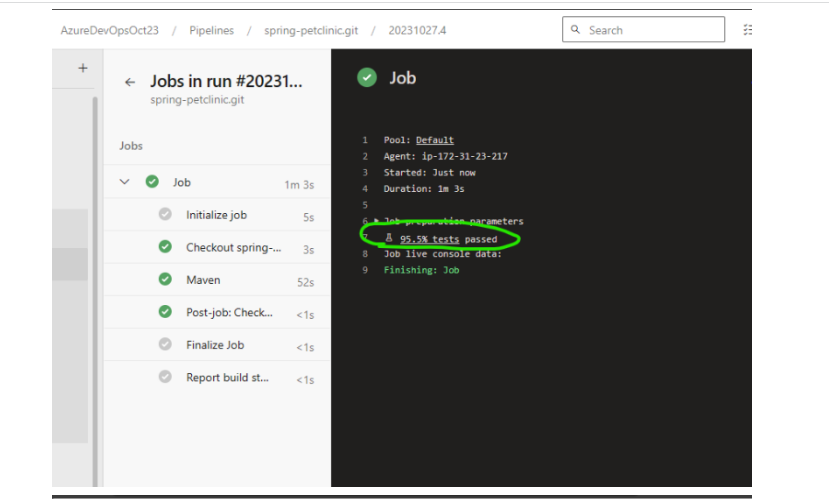 AzureDevOpsOct23 / Pipelines / spring-petclinic.git / 20231027.4
Search
Jobs in run #20231...
spring-petclinic.git
Jobs
Job 1m 3s
Initialize job 5s
Checkout spring-... 3s
Maven 52s
Post-job: Check... <1s
Finalize Job <1s
Report build st... <1s
Job
1 Pool: Default
2 Agent: ip-172-31-23-217
3 Started: Just now
4 Duration: 1m 3s
5
6 Job preparation parameters
7 95.5% tests passed
8 Job live console data:
9 Finishing: Job